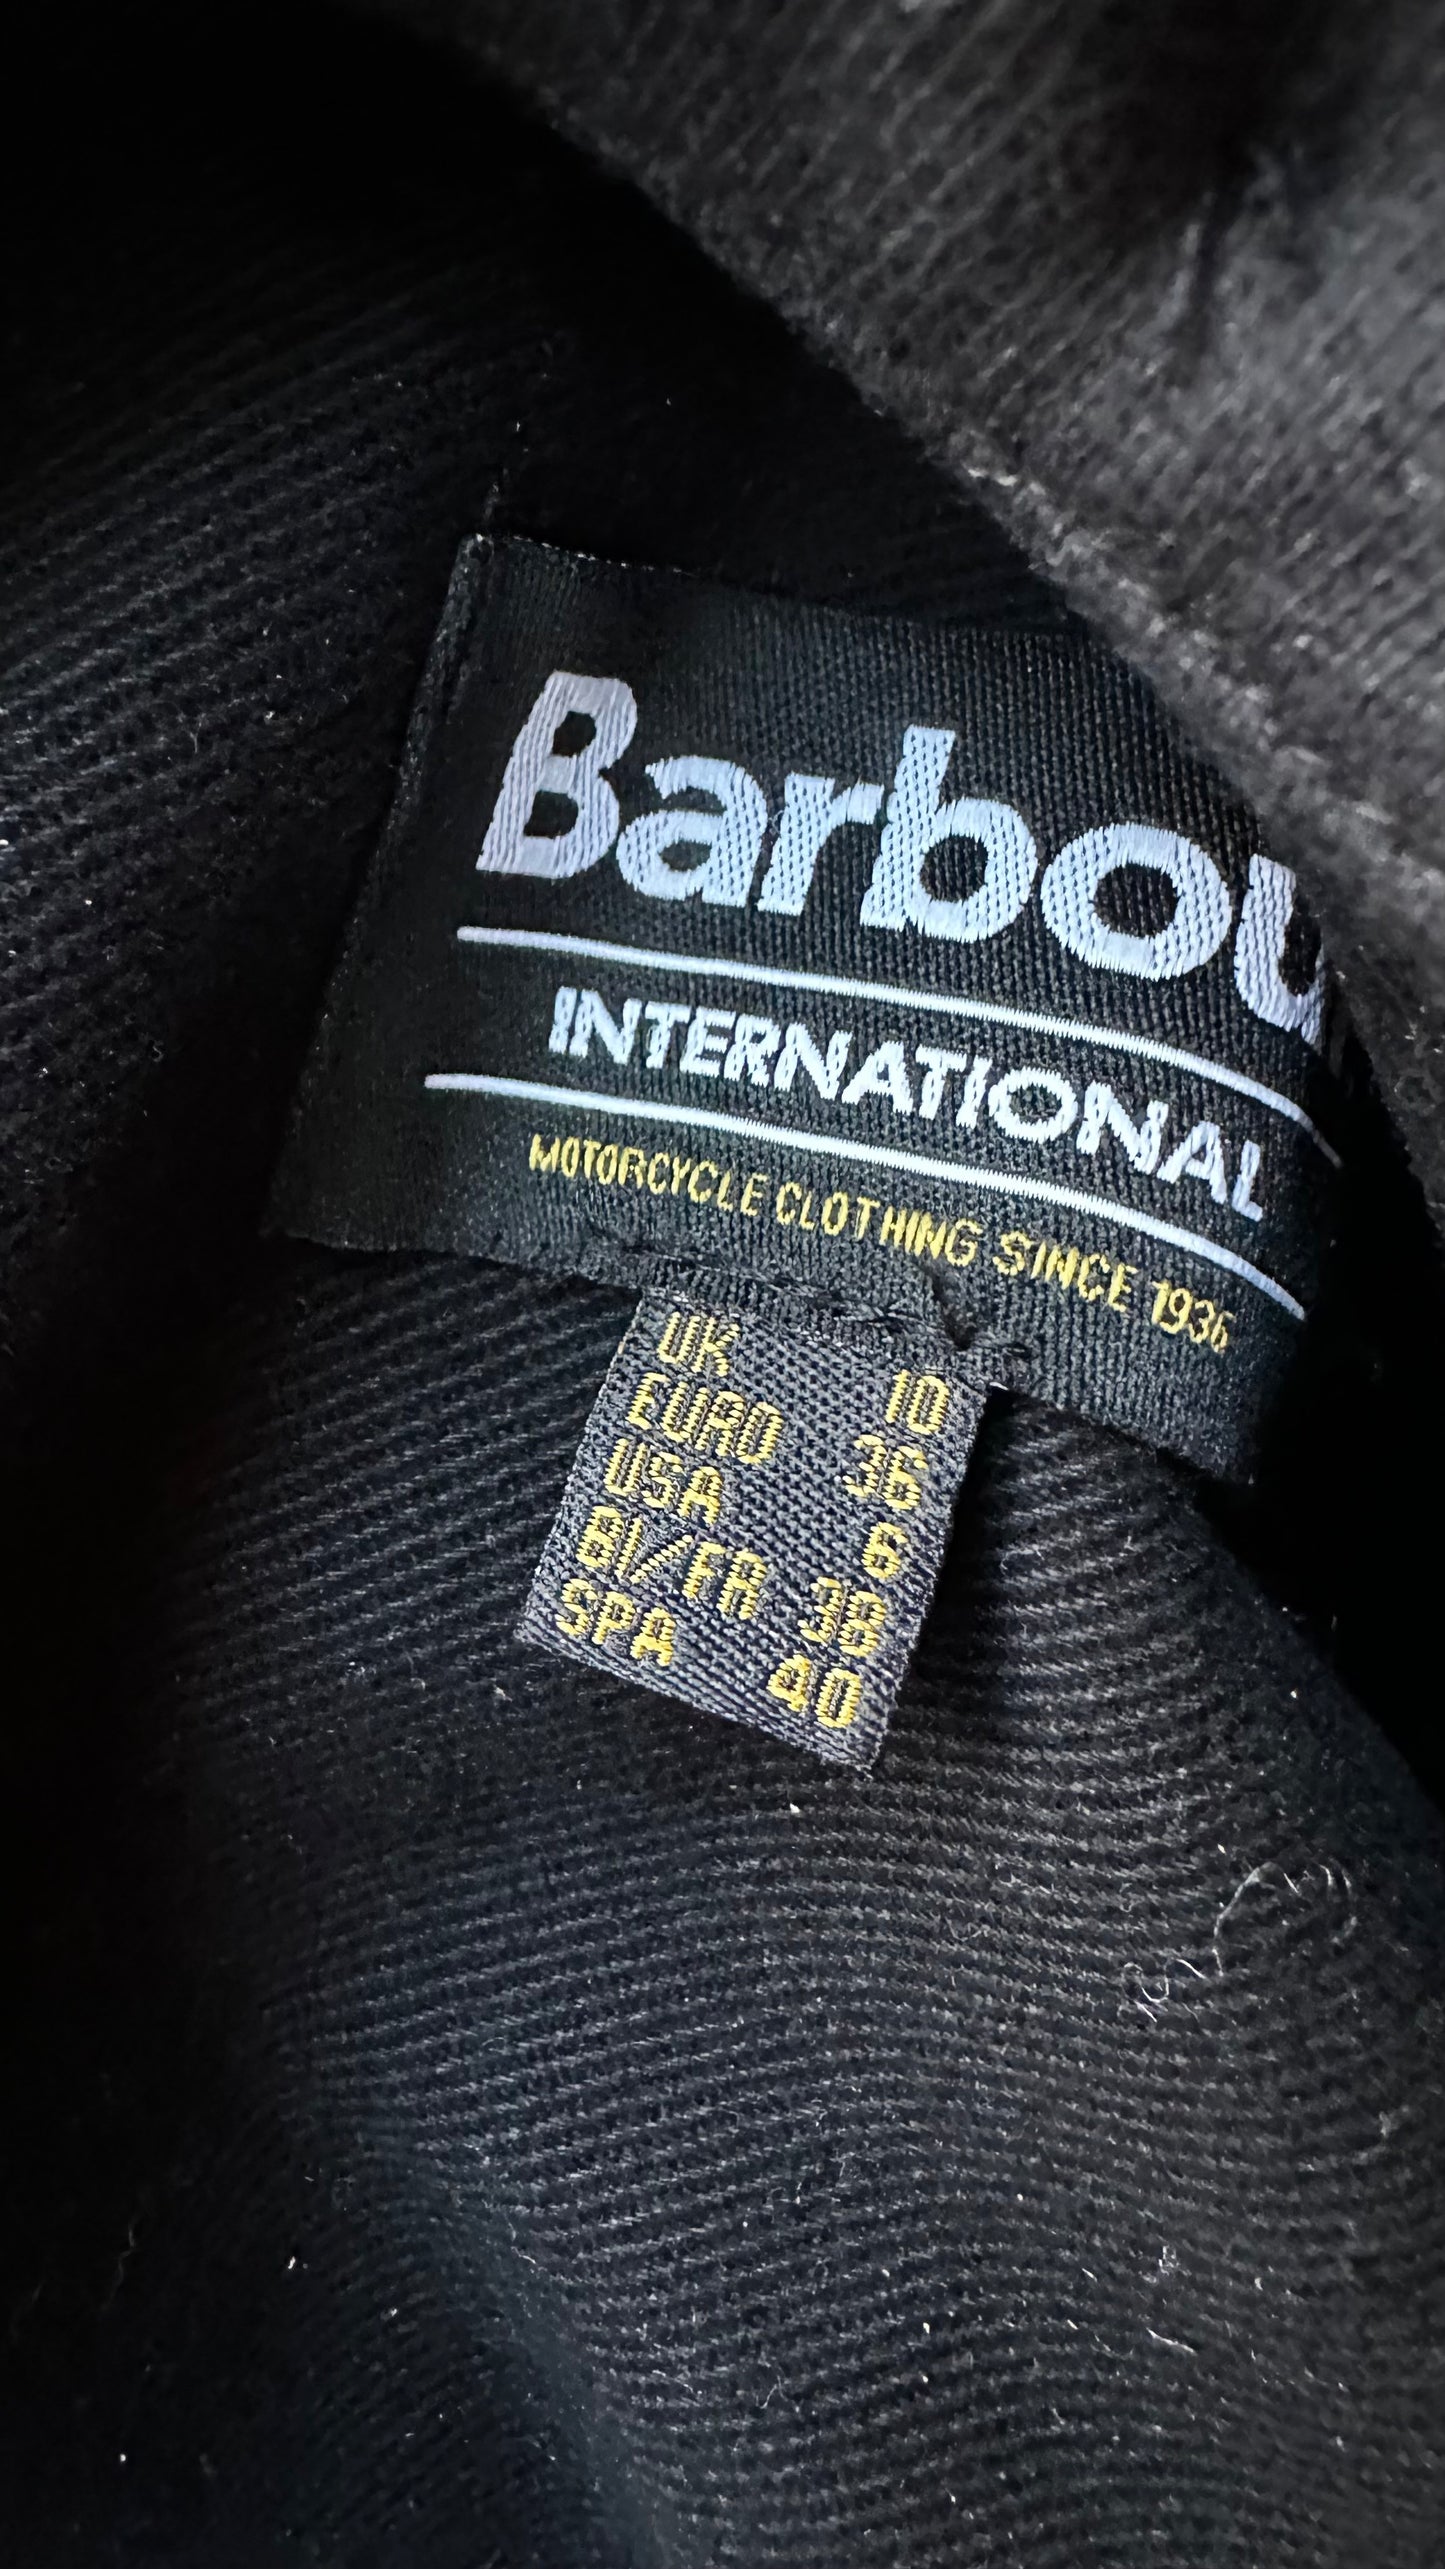 Barbou
INTERNATIONAL
MOTORCYCLE CLOTHING SINCE 1936
UK 10
EURO 36
USA 6
BI/FR 38
SPA 40